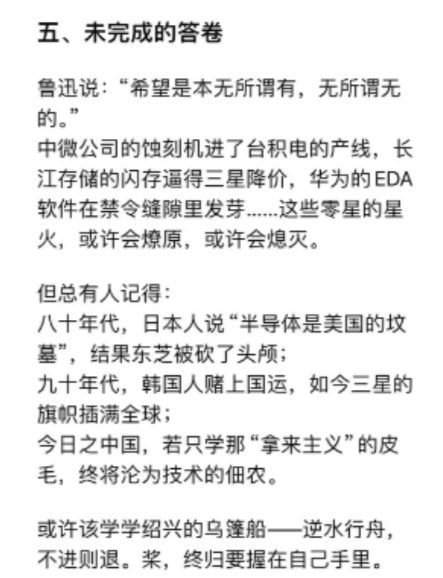 五、未完成的答卷
鲁迅说：“希望是本无所谓有，无所谓无
的。”
中微公司的蚀刻机进了台积电的产线，长
江存储的闪存逼得三星降价，华为的EDA
软件在禁令缝隙里发芽......这些零星的星
火，或许会燎原，或许会熄灭。
但总有人记得：
八十年代，日本人说“半导体是美国的坟
墓”，结果东芝被砍了头颅；
九十年代，韩国人赌上国运，如今三星的
旗帜插满全球；
今日之中国，若只学那“拿来主义”的皮
毛，终将沦为技术的佃农。
或许该学学绍兴的乌篷船——逆水行舟，
不进则退。桨，终归要握在自己手里。